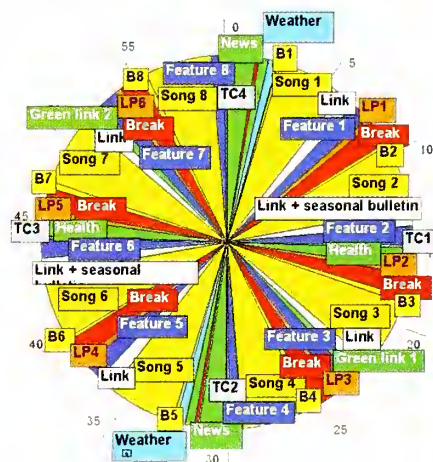 0
Weather
News
B1
55
5
B8
Feature 8
Song 1
LP6
Song 8
TC4
Link
LP1
Green link 2
Break
Feature 1
Break
Link
10
B2
Song 7
Feature 7
B7
Song 2
Break
Link + seasonal bulletin
LP5
45
Health
Feature 2
TC1
TC3
Feature 6
Health
LP2
Link + seasonal
Break
Song 6
Break
B3
Song 3
B6
Feature 5
Feature 3
Link
40
LP4
Break
Green link 1
20
Link
Song 5
TC2
Song 4
LP3
B4
35
B5
Feature 4
25
Weather
News
30